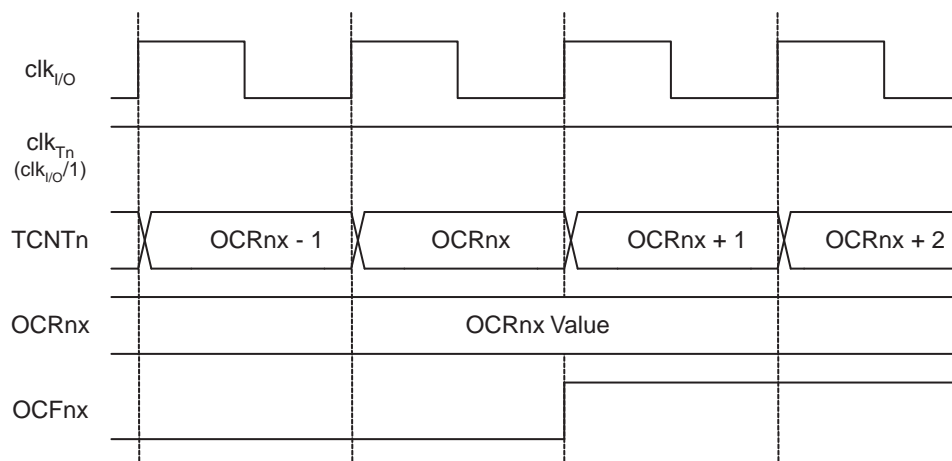 clkI/O
clkTn
(clkI/O/1)
TCNTn
OCRnx - 1
OCRnx
OCRnx + 1
OCRnx + 2
OCRnx
OCRnx Value
OCFnx